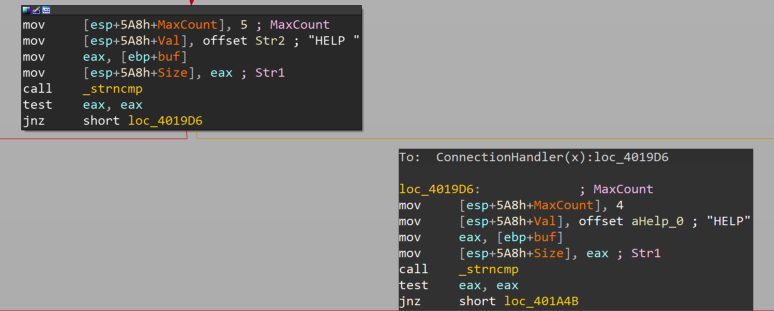 mov [esp+5A8h+MaxCount], 5 ; MaxCount
mov [esp+5A8h+Val], offset Str2 ; "HELP "
mov eax, [ebp+buf]
mov [esp+5A8h+Size], eax ; Str1
call _strncmp
test eax, eax
jnz short loc_4019D6
To: ConnectionHandler(x):loc_4019D6
loc_4019D6: ; MaxCount
mov [esp+5A8h+MaxCount], 4
mov [esp+5A8h+Val], offset aHelp_0 ; "HELP"
mov eax, [ebp+buf]
mov [esp+5A8h+Size], eax ; Str1
call _strncmp
test eax, eax
jnz short loc_401A4B